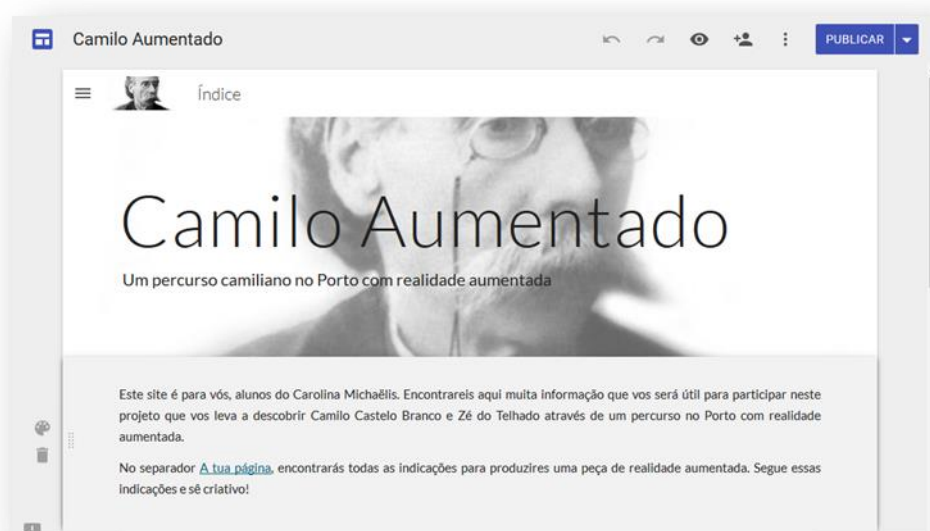 Camilo Aumentado
PUBLICAR
Índice
Camilo Aumentado
Um percurso camiliano no Porto com realidade aumentada
Este site é para vós, alunos do Carolina Michaëlis. Encontrareis aqui muita informação que vos será útil para participar neste
projeto que vos leva a descobrir Camilo Castelo Branco e Zé do Telhado através de um percurso no Porto com realidade
aumentada.
No separador A tua página, encontrarás todas as indicações para produzires uma peça de realidade aumentada. Segue essas
indicações e sê criativo!